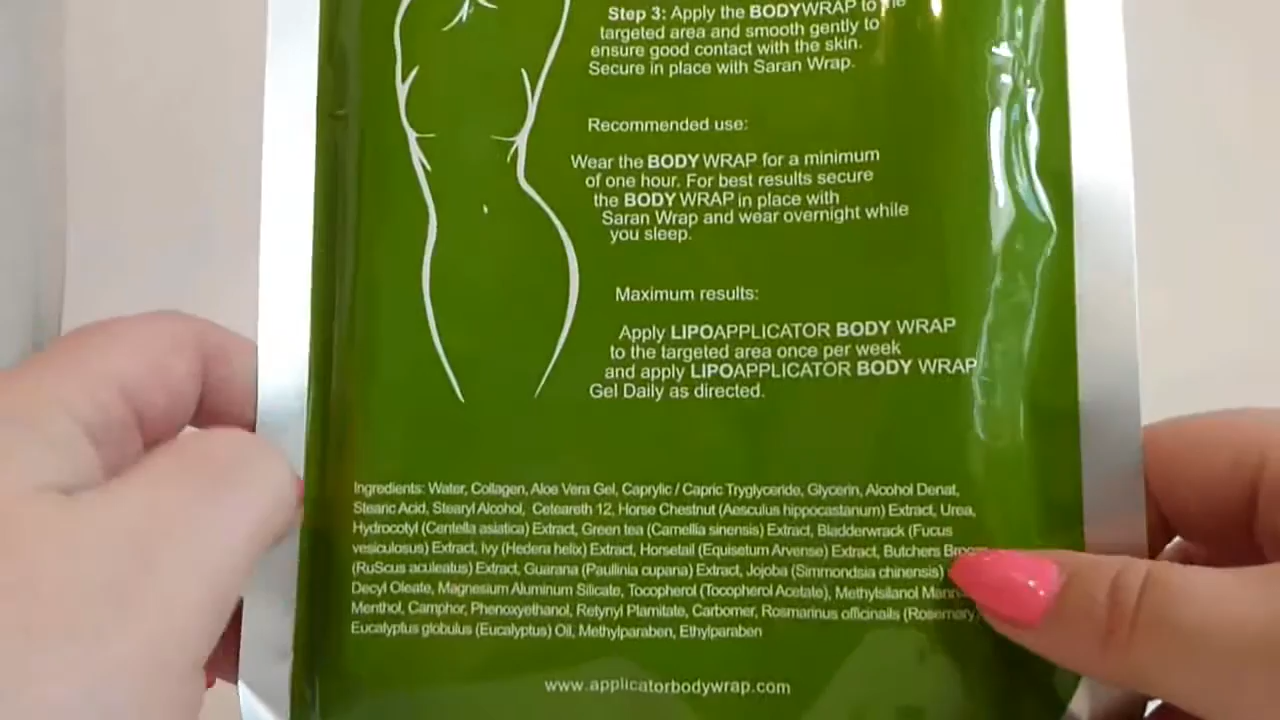 Step 3: Apply the BODYWRAP to
targeted area and smooth gently to
ensure good contact with the skin.
Secure in place with Saran Wrap.
Recommended use:
Wear the BODY WRAP for a minimum
of one hour. For best results secure
the BODY WRAP in place with
Saran Wrap and wear overnight while
you sleep.
Maximum results:
Apply LIPOAPPLICATOR BODY WRAP
to the targeted area once per week
and apply LIPOAPPLICATOR BODY WRAP
Gel Daily as directed.
Ingredients: Water, Collagen, Aloe Vera Gel, Caprylic / Capric Tryglyceride, Glycerin, Alcohol Denat,
Stearic Acid, Stearyl Alcohol, Ceteareth 12, Horse Chestnut (Aesculus hippocastanum) Extract, Urea,
Hydrocotyl (Centella asiatica) Extract, Green tea (Camellia sinensis) Extract, Bladderwrack (Fucus
vesiculosus) Extract, Ivy (Hedera helix) Extract, Horsetail (Equisetum Arvense) Extract, Butchers
(RuScus aculeatus) Extract, Guarana (Paullinia cupana) Extract, Jojoba (Simmondsia chinensis)
Decyl Oleate, Magnesium Aluminum Silicate, Tocopherol (Tocopherol Acetate), Methylsilanol
Menthol, Camphor, Phenoxyethanol, Retynyl Plamitate, Carbomer, Rosmarinus officinalis (Rosemary)
Eucalyptus globulus (Eucalyptus) Oil, Methylparaben, Ethylparaben
www.applicatorbodywrap.com